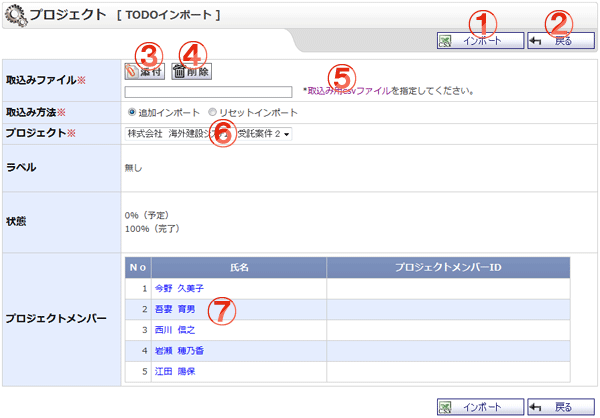 プロジェクト [ TODOインポート ]
① ②
インポート 戻る
③ ④
添付 削除
取込みファイル※
⑤
*取込み用csvファイルを指定してください。
取込み方法※ 追加インポート リセットインポート
プロジェクト※ 株式会社 海外建設シス 受託案件2
⑥
ラベル 無し
状態 0%（予定）
100%（完了）
No 氏名 プロジェクトメンバーID
1 今野 久美子
2 吾妻 育男
⑦
プロジェクトメンバー
3 西川 信之
4 岩瀬 穂乃香
5 江田 陽保
インポート 戻る